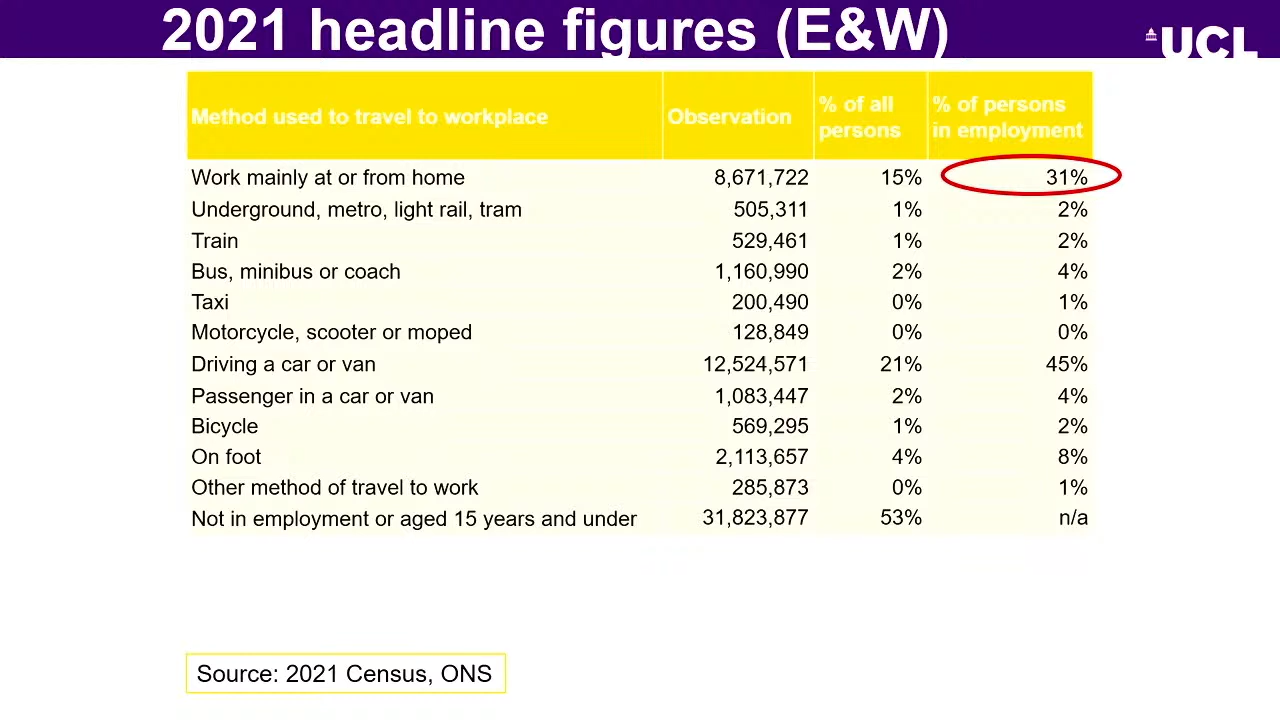 2021 headline figures (E&W)
UCL
Method used to travel to workplace Observation % of all persons % of persons in employment
Work mainly at or from home 8,671,722 15% 31%
Underground, metro, light rail, tram 505,311 1% 2%
Train 529,461 1% 2%
Bus, minibus or coach 1,160,990 2% 4%
Taxi 200,490 0% 1%
Motorcycle, scooter or moped 128,849 0% 0%
Driving a car or van 12,524,571 21% 45%
Passenger in a car or van 1,083,447 2% 4%
Bicycle 569,295 1% 2%
On foot 2,113,657 4% 8%
Other method of travel to work 285,873 0% 1%
Not in employment or aged 15 years and under 31,823,877 53% n/a
Source: 2021 Census, ONS